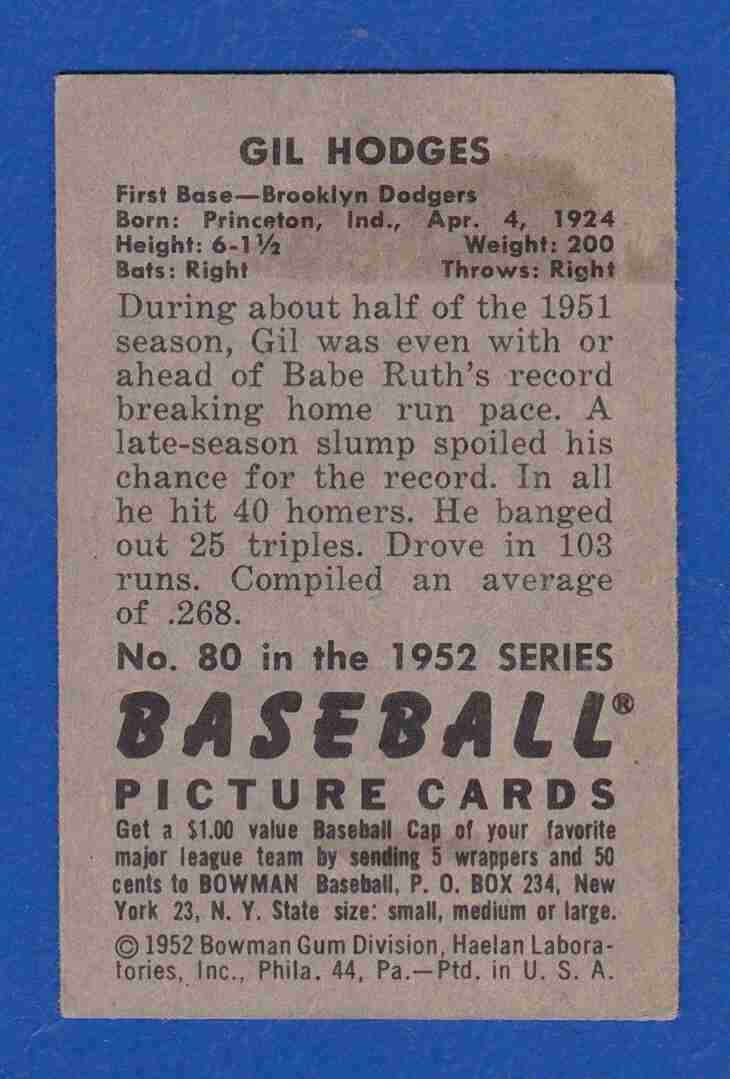 GIL HODGES
First Base—Brooklyn Dodgers
Born: Princeton, Ind., Apr. 4, 1924
Height: 6-1½ Weight: 200
Bats: Right Throws: Right
During about half of the 1951
season, Gil was even with or
ahead of Babe Ruth's record
breaking home run pace. A
late-season slump spoiled his
chance for the record. In all
he hit 40 homers. He banged
out 25 triples. Drove in 103
runs. Compiled an average
of .268.
No. 80 in the 1952 SERIES
BASEBALL®
PICTURE CARDS
Get a $1.00 value Baseball Cap of your favorite
major league team by sending 5 wrappers and 50
cents to BOWMAN Baseball, P. O. BOX 234, New
York 23, N. Y. State size: small, medium or large.
© 1952 Bowman Gum Division, Haelan Labora-
tories, Inc., Phila. 44, Pa.—Ptd. in U. S. A.